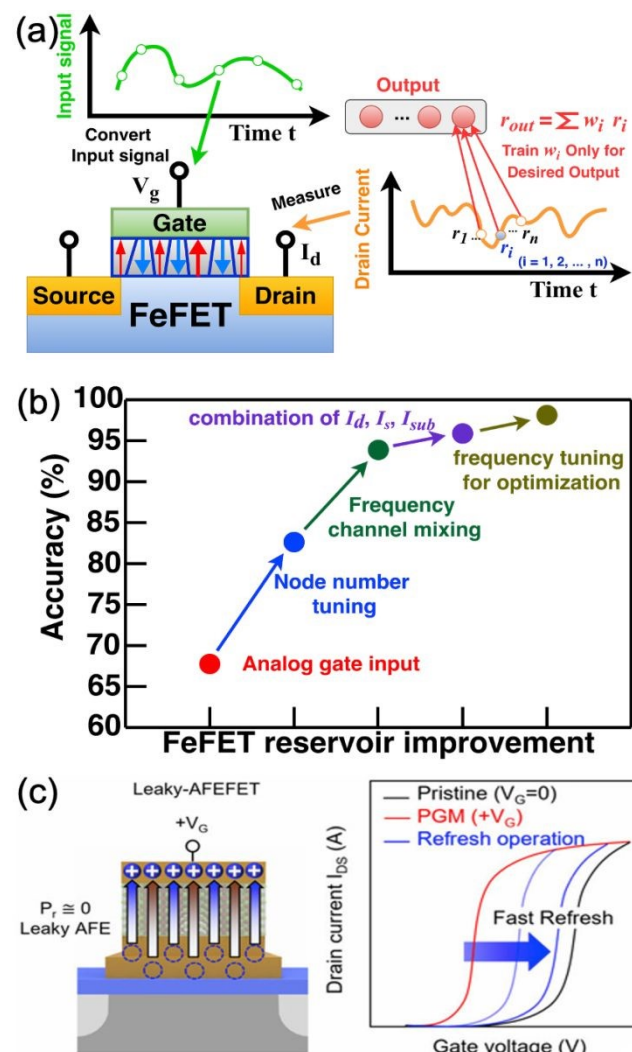 (a)
Input signal
Time t
Convert
Input signal
V_g
Gate
Source
Drain
FeFET
I_d
Measure
Output
...
r_out = ∑ w_i r_i
Train w_i Only for
Desired Output
Drain Current
r_1 ... r_i ... r_n
(i = 1, 2, ... , n)
Time t
(b)
Accuracy (%)
100
95
90
85
80
75
70
65
60
combination of I_d, I_s, I_sub
frequency tuning
for optimization
Frequency
channel mixing
Node number
tuning
Analog gate input
FeFET reservoir improvement
(c)
Leaky-AFEFET
+V_G
+ + + + + + +
P_r ≅ 0
Leaky AFE
Drain current I_DS (A)
Pristine (V_G=0)
PGM (+V_G)
Refresh operation
Fast Refresh
Gate voltage (V)